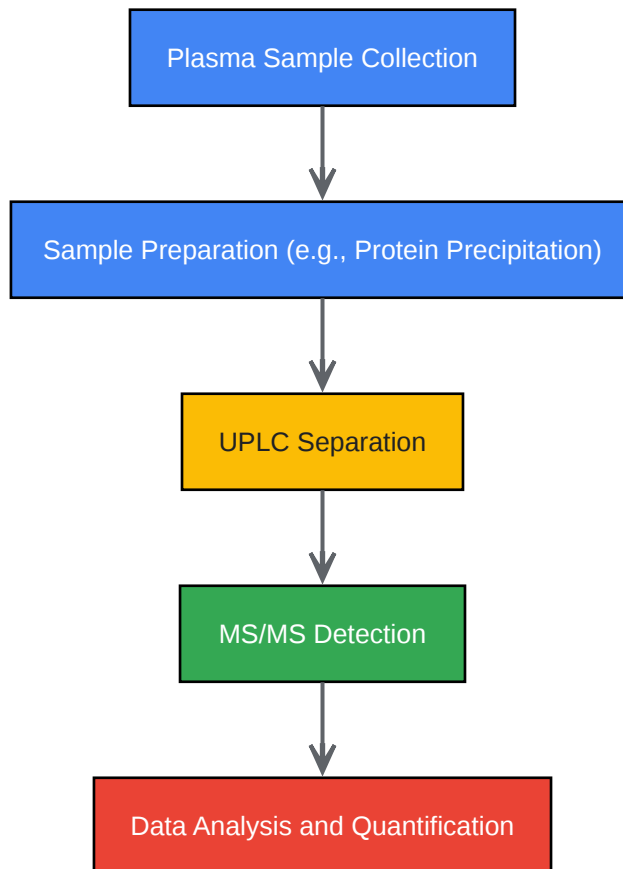 Plasma Sample Collection
Sample Preparation (e.g., Protein Precipitation)
UPLC Separation
MS/MS Detection
Data Analysis and Quantification